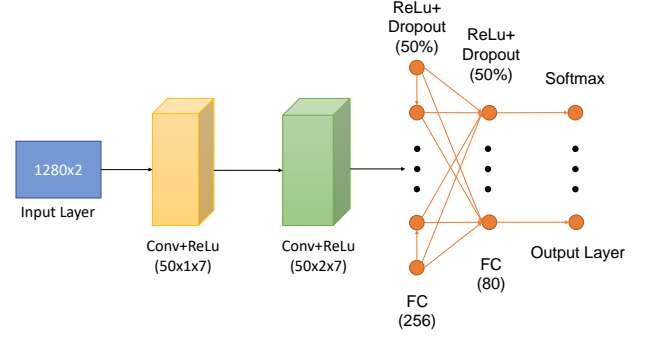 1280x2
Input Layer
Conv+ReLu
(50x1x7)
Conv+ReLu
(50x2x7)
ReLu+
Dropout
(50%)
FC
(256)
ReLu+
Dropout
(50%)
FC
(80)
Softmax
Output Layer